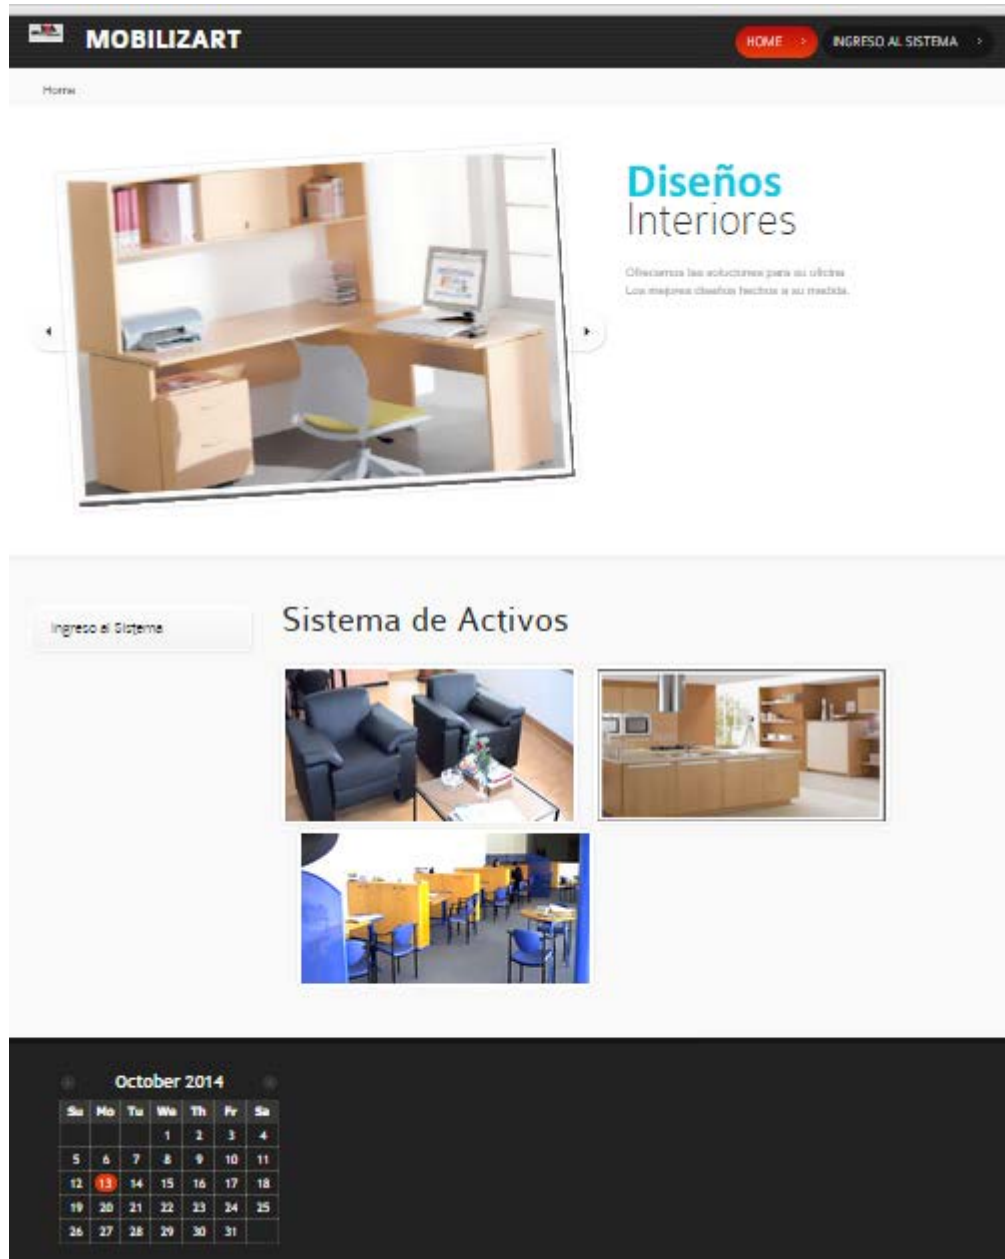 MOBILIZART
HOME
INGRESO AL SISTEMA
Home
Diseños
Interiores
Ofrecemos las soluciones para su oficina
Los mejores diseños hechos a su medida.
Ingreso al Sistema
Sistema de Activos
October 2014
Su Mo Tu We Th Fr Sa
1 2 3 4
5 6 7 8 9 10 11
12 13 14 15 16 17 18
19 20 21 22 23 24 25
26 27 28 29 30 31